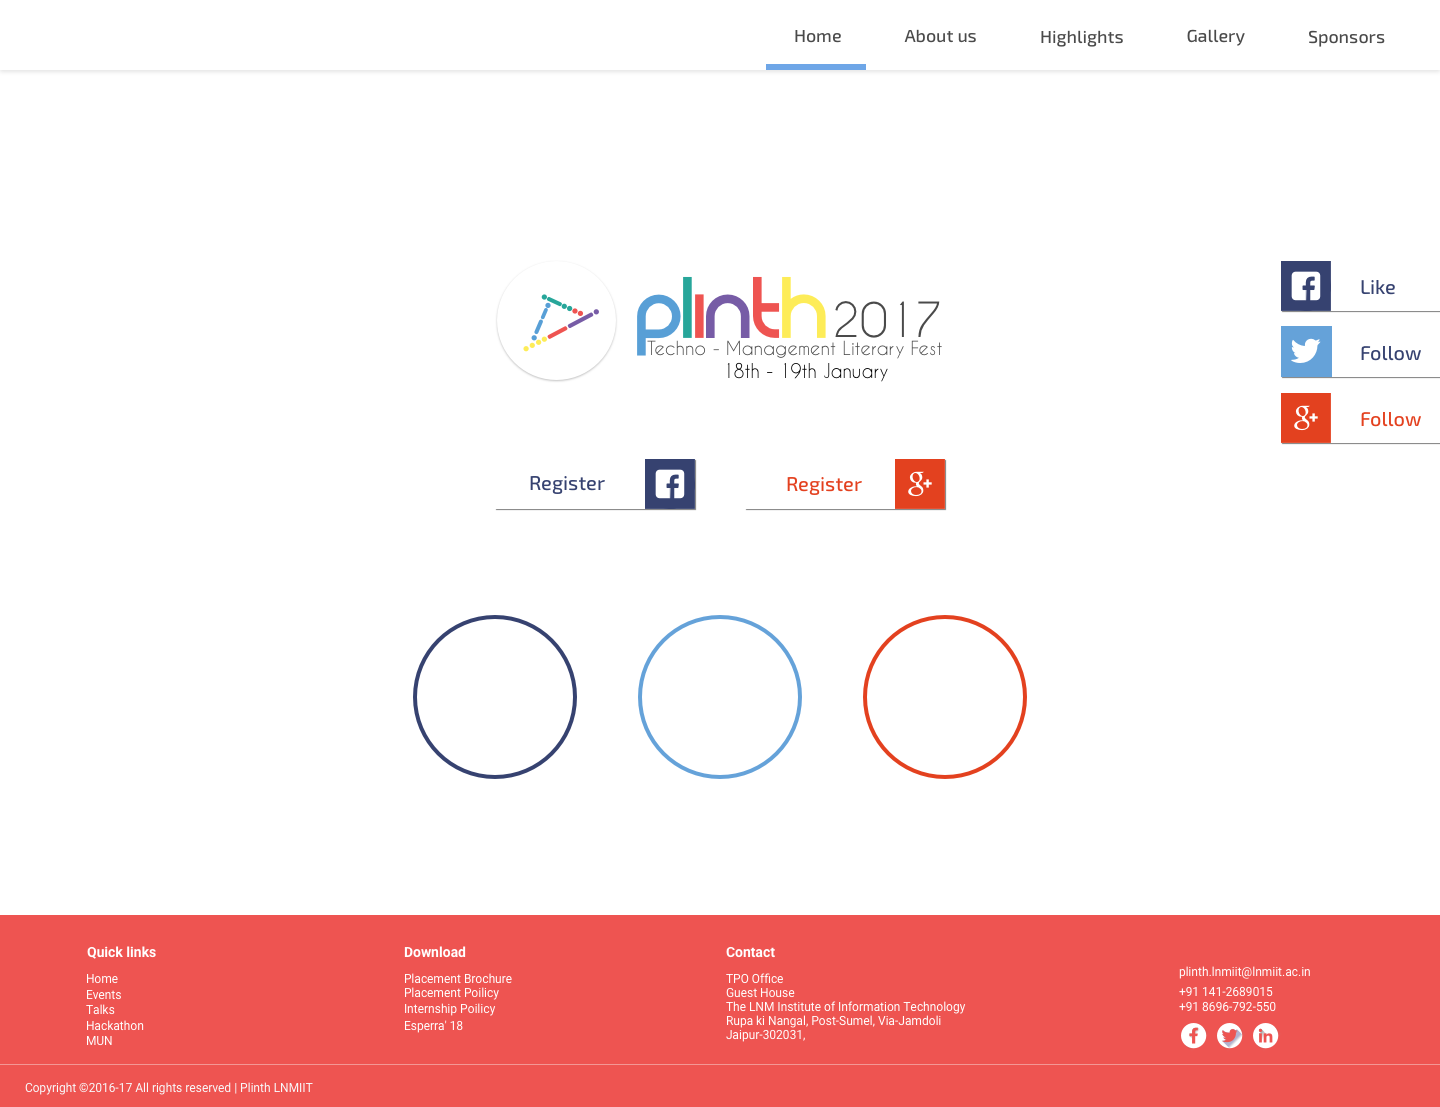 Home About us Highlights Gallery Sponsors
plinth 2017
Techno - Management Literary Fest
18th - 19th January
Like
Follow
Follow
Register
Register
Quick links
Home
Events
Talks
Hackathon
MUN
Download
Placement Brochure
Placement Poilicy
Internship Poilicy
Esperra' 18
Contact
TPO Office
Guest House
The LNM Institute of Information Technology
Rupa ki Nangal, Post-Sumel, Via-Jamdoli
Jaipur-302031,
plinth.lnmiit@lnmiit.ac.in
+91 141-2689015
+91 8696-792-550
Copyright ©2016-17 All rights reserved | Plinth LNMIIT